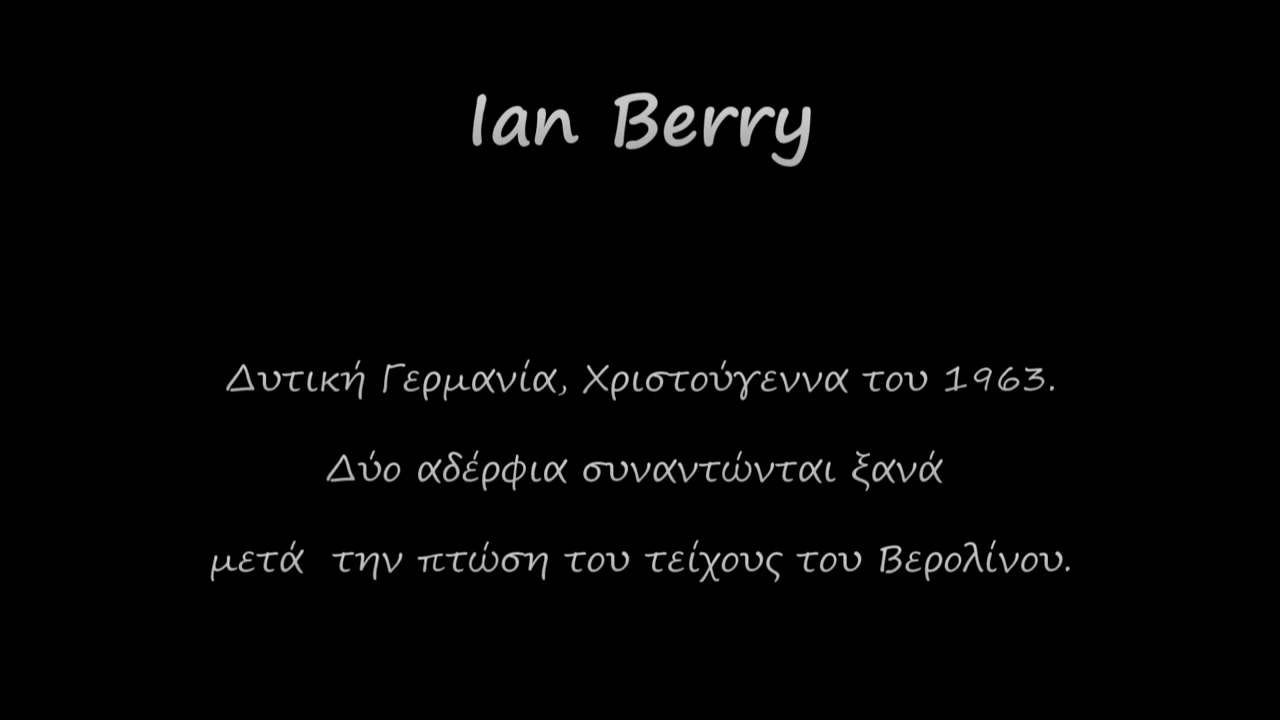 Ian Berry
Δυτική Γερμανία, Χριστούγεννα του 1963.
Δύο αδέρφια συναντώνται ξανά
μετά την πτώση του τείχους του Βερολίνου.